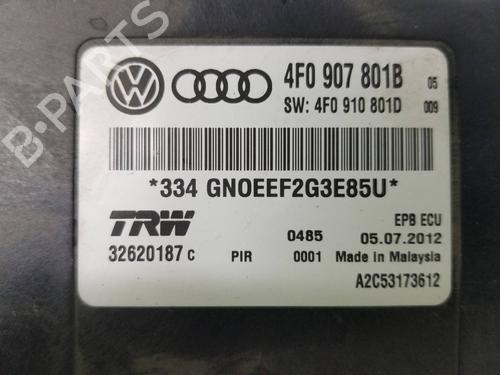 4F0 907 801B 05
SW: 4F0 910 801D 009
*334 GN0EEF2G3E85U*
TRW
EPB ECU
0485 05.07.2012
32620187 C PIR 0001 Made in Malaysia
A2C53173612
B-PARTS